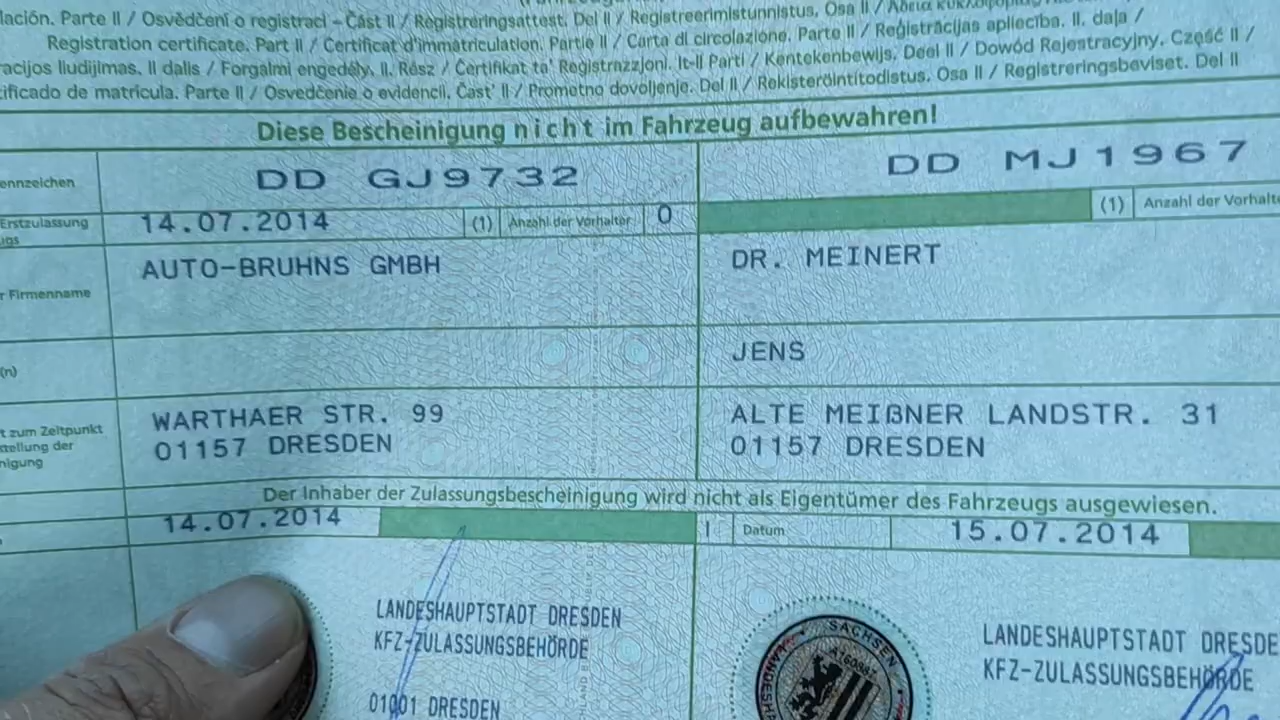 lación. Parte II / Osvědčení o registraci – Část II / Registreringsattest. Del II / Registreerimistunnistus. Osa II /
Registration certificate. Part II / Certificat d'immatriculation. Partie II / Carta di circolazione. Parte II / Reģistrācijas apliecība. II. daļa /
racijos liudijimas. II dalis / Forgalmi engedély. II. Rész / Ċertifikat ta' Reġistrazzjoni. It-II Parti / Kentekenbewijs. Deel II / Dowód Rejestracyjny. Część II /
ificado de matrícula. Parte II / Osvedčenie o evidencii. Časť II / Prometno dovoljenje. Del II / Rekisteröintitodistus. Osa II / Registreringsbeviset. Del II
Diese Bescheinigung nicht im Fahrzeug aufbewahren!
ennzeichen DD GJ9732 DD MJ1967
Erstzulassung 14.07.2014 (1) Anzahl der Vorhalter 0 (1) Anzahl der Vorhalte
AUTO-BRUHNS GMBH DR. MEINERT
r Firmenname
(n) JENS
WARTHAER STR. 99 ALTE MEIßNER LANDSTR. 31
t zum Zeitpunkt
01157 DRESDEN 01157 DRESDEN
stellung der
nigung
Der Inhaber der Zulassungsbescheinigung wird nicht als Eigentümer des Fahrzeugs ausgewiesen.
14.07.2014 Datum 15.07.2014
LANDESHAUPTSTADT DRESDEN
KFZ-ZULASSUNGSBEHÖRDE
01001 DRESDEN
SACHSEN
LANDESHAUPTSTADT DRESDE
KFZ-ZULASSUNGSBEHÖRDE